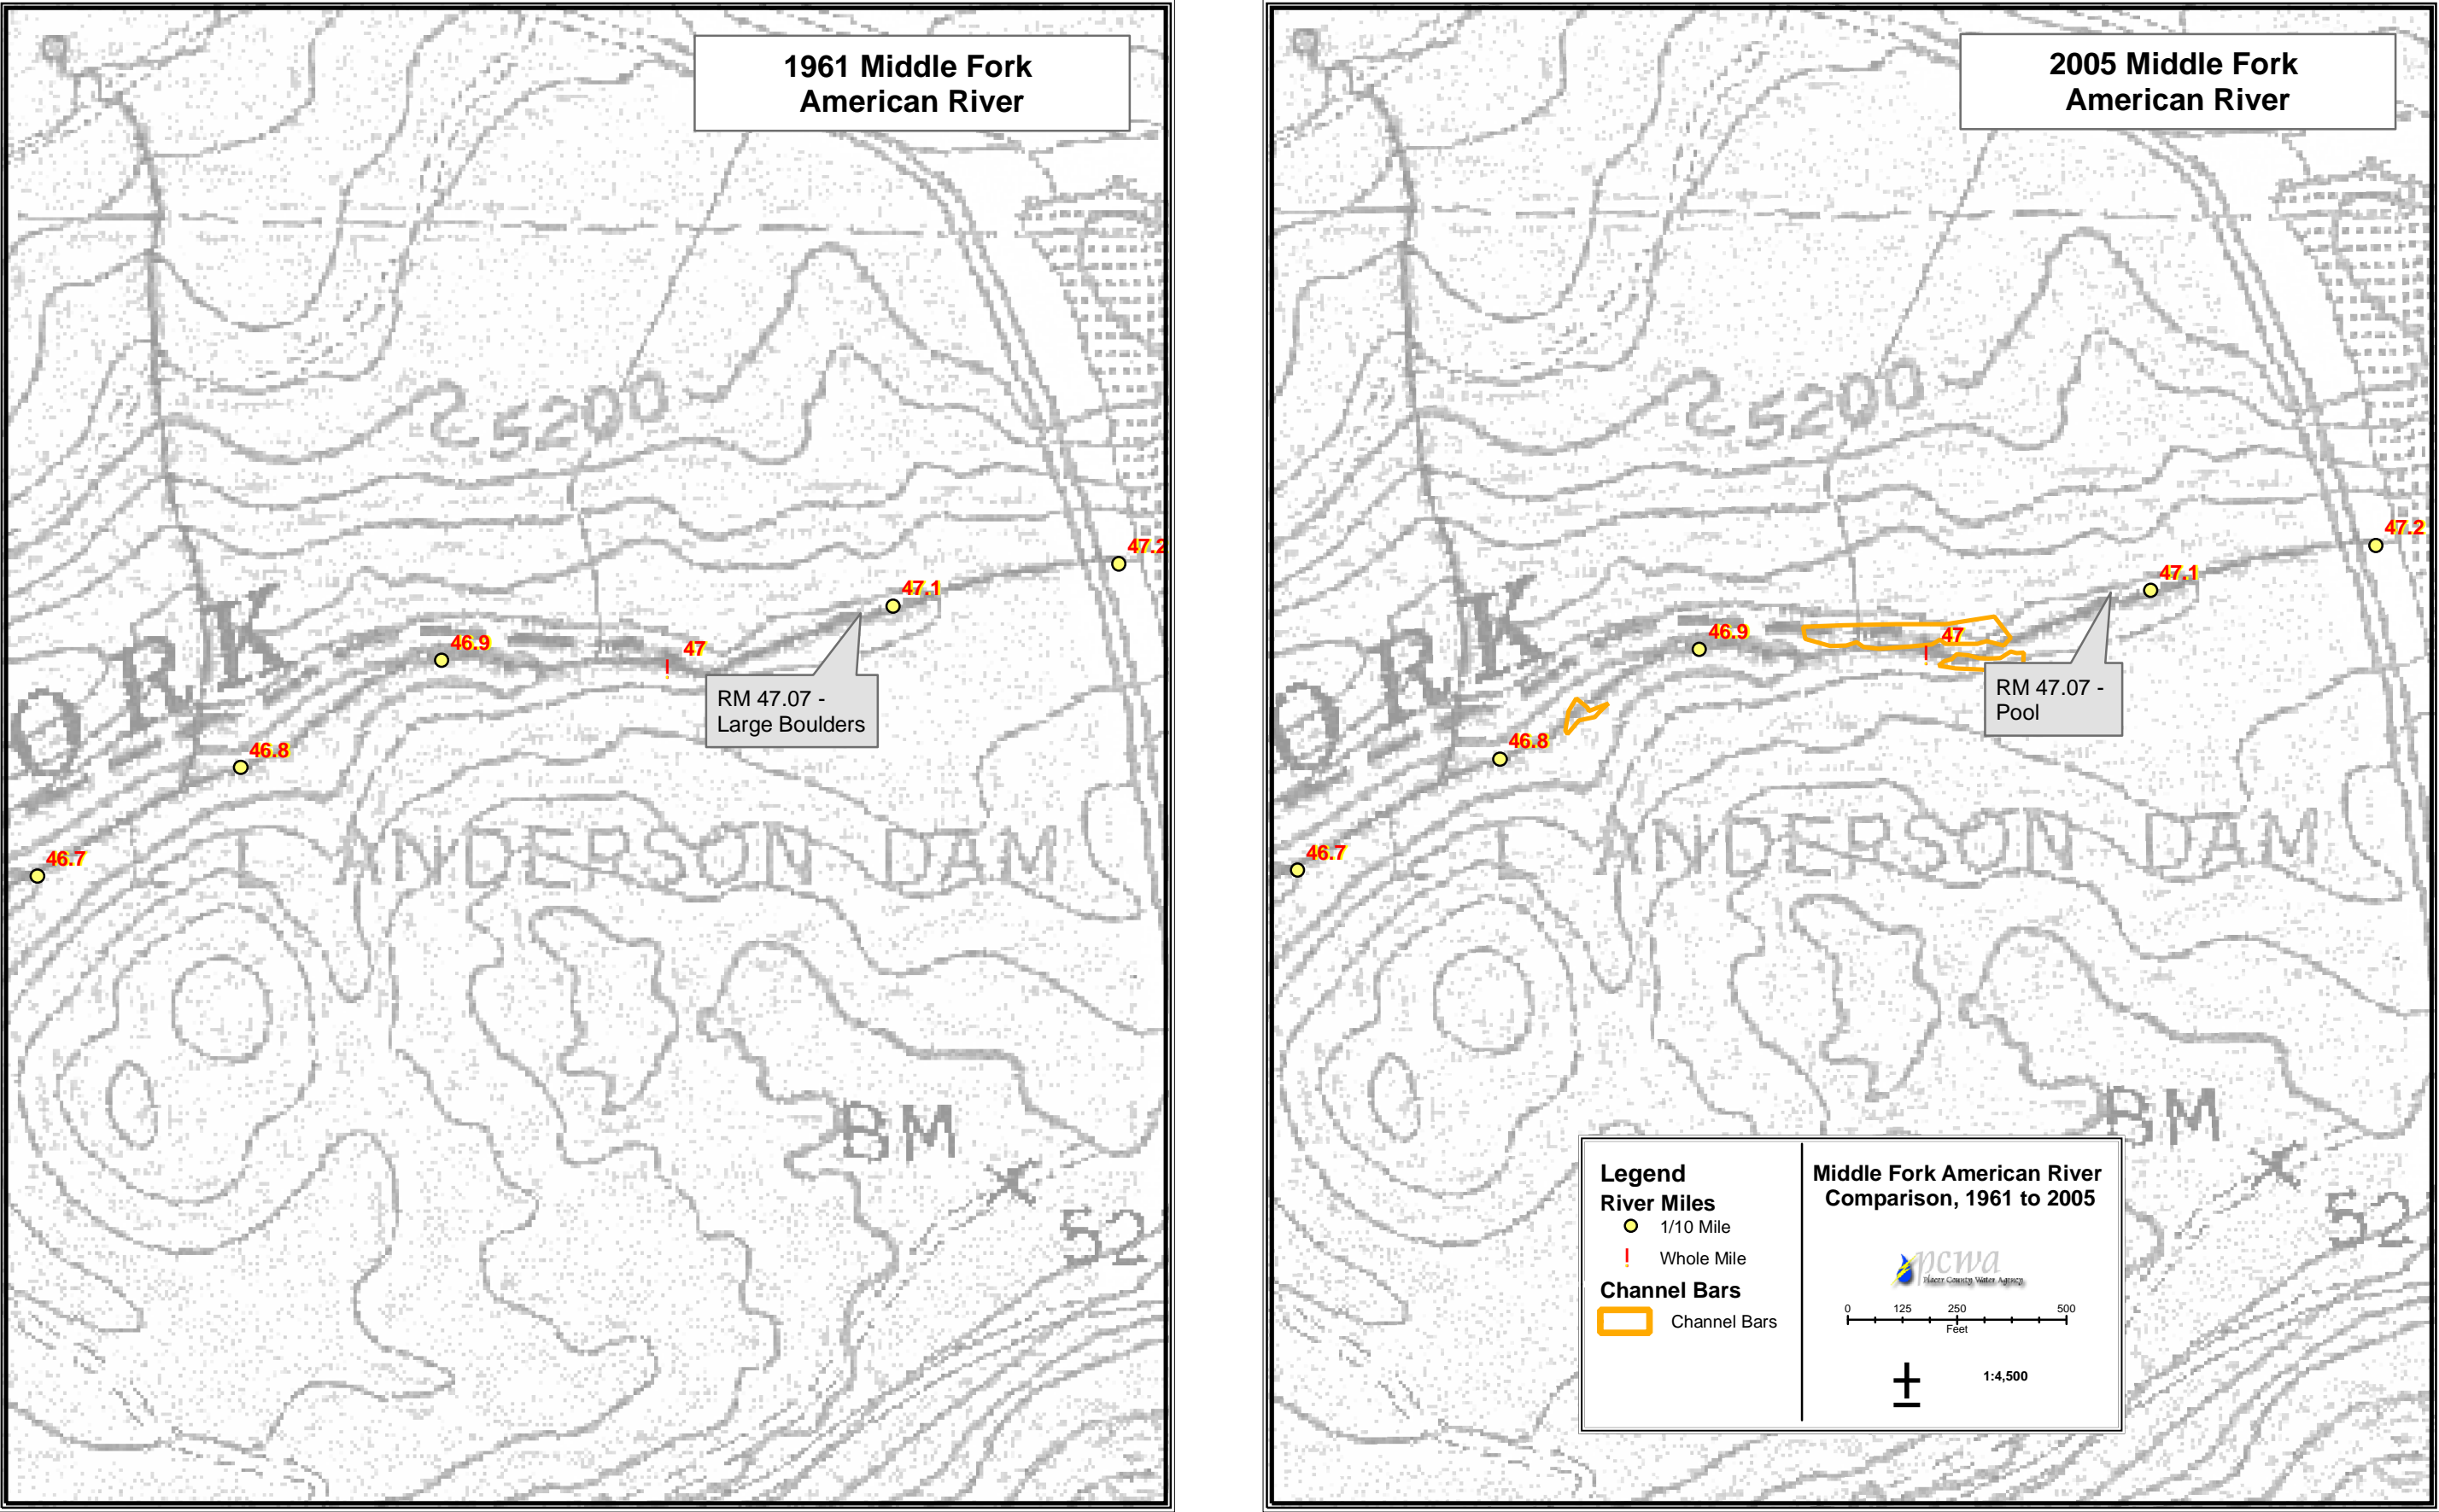 1961 Middle Fork
American River
5200
47.2
47.1
46.9
47
ORK
RM 47.07 -
Large Boulders
46.8
46.7
L ANDERSON DAM
BM
52
2005 Middle Fork
American River
5200
47.2
47.1
46.9
47
ORK
RM 47.07 -
Pool
46.8
46.7
L ANDERSON DAM
BM
52
Legend
River Miles
1/10 Mile
Whole Mile
Channel Bars
Channel Bars
Middle Fork American River
Comparison, 1961 to 2005
pcwa
Placer County Water Agency
0 125 250 500
Feet
1:4,500